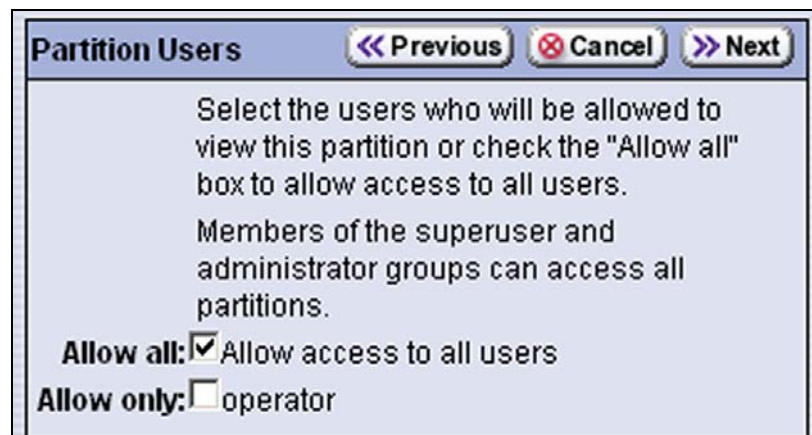 Partition Users Previous Cancel Next
Select the users who will be allowed to
view this partition or check the "Allow all"
box to allow access to all users.
Members of the superuser and
administrator groups can access all
partitions.
Allow all: Allow access to all users
Allow only: operator